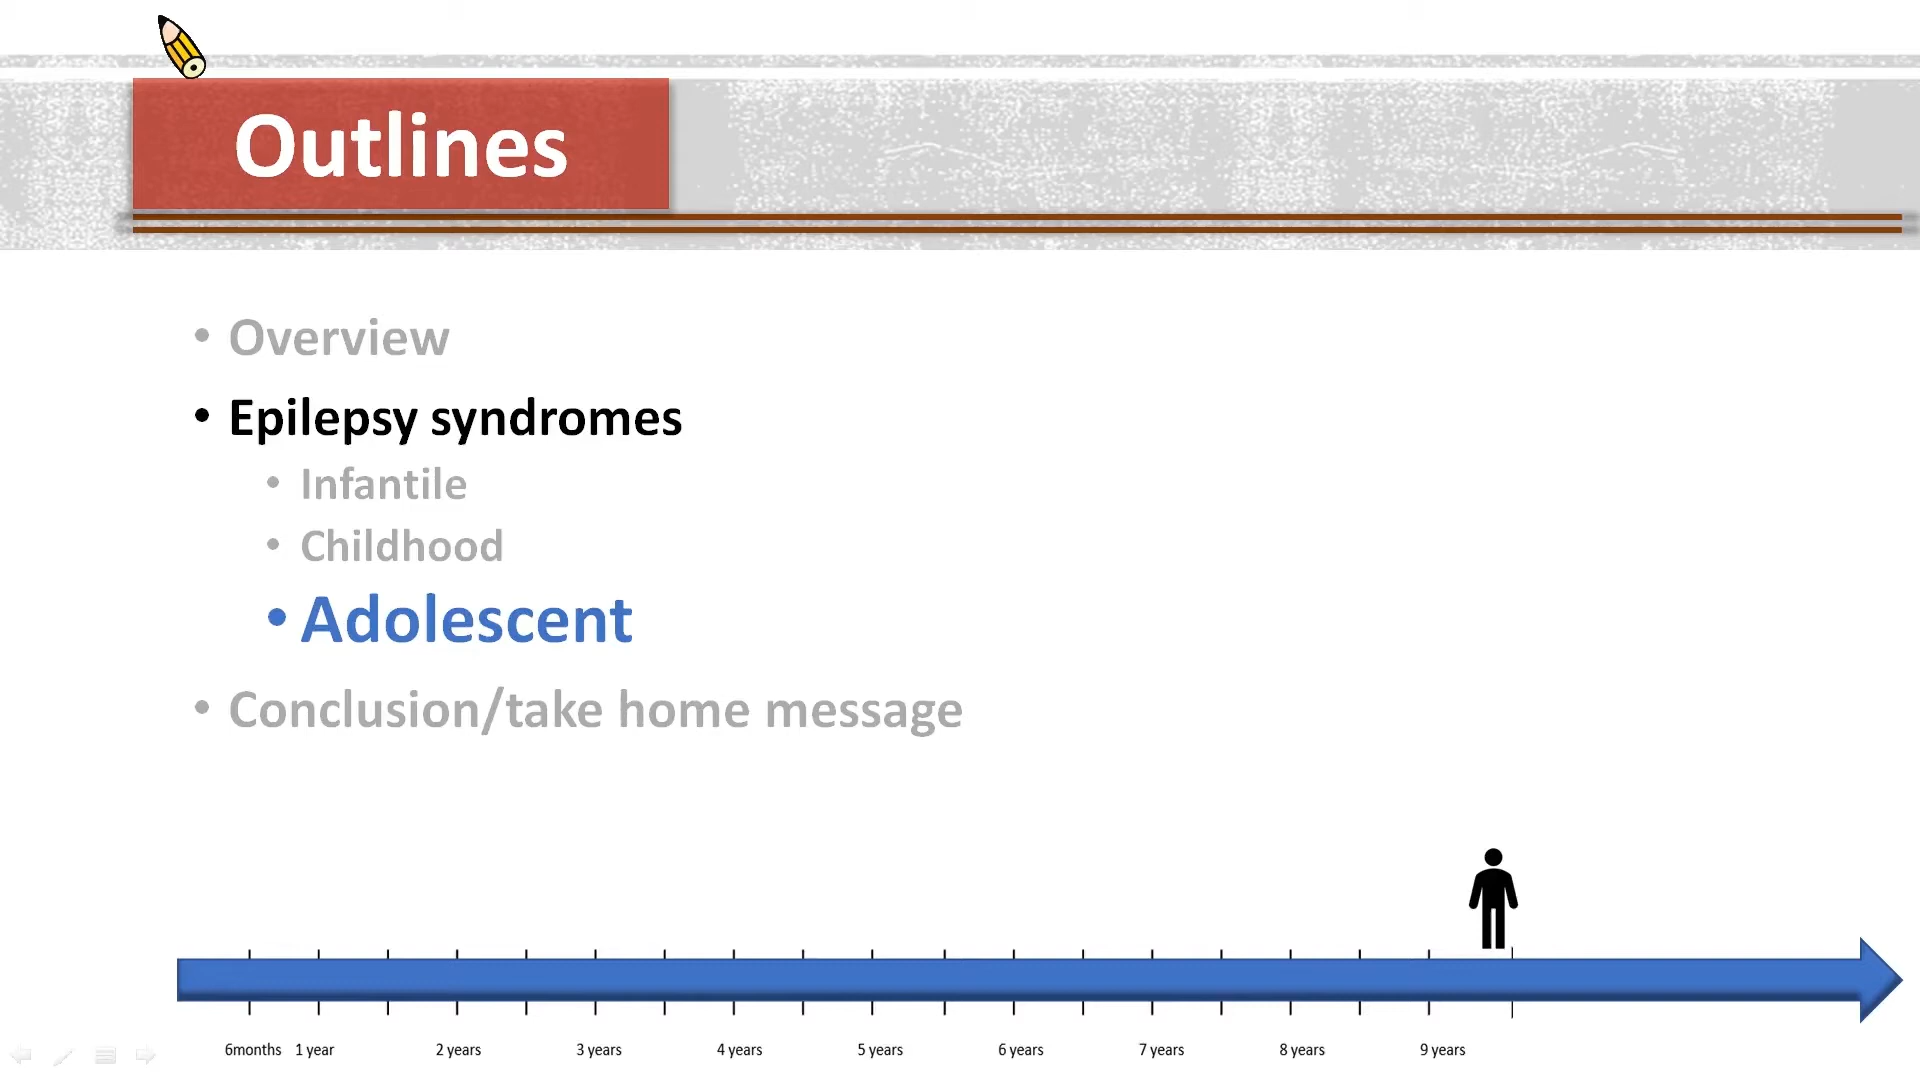 Outlines
• Overview
• Epilepsy syndromes
• Infantile
• Childhood
• Adolescent
• Conclusion/take home message
6months 1 year 2 years 3 years 4 years 5 years 6 years 7 years 8 years 9 years